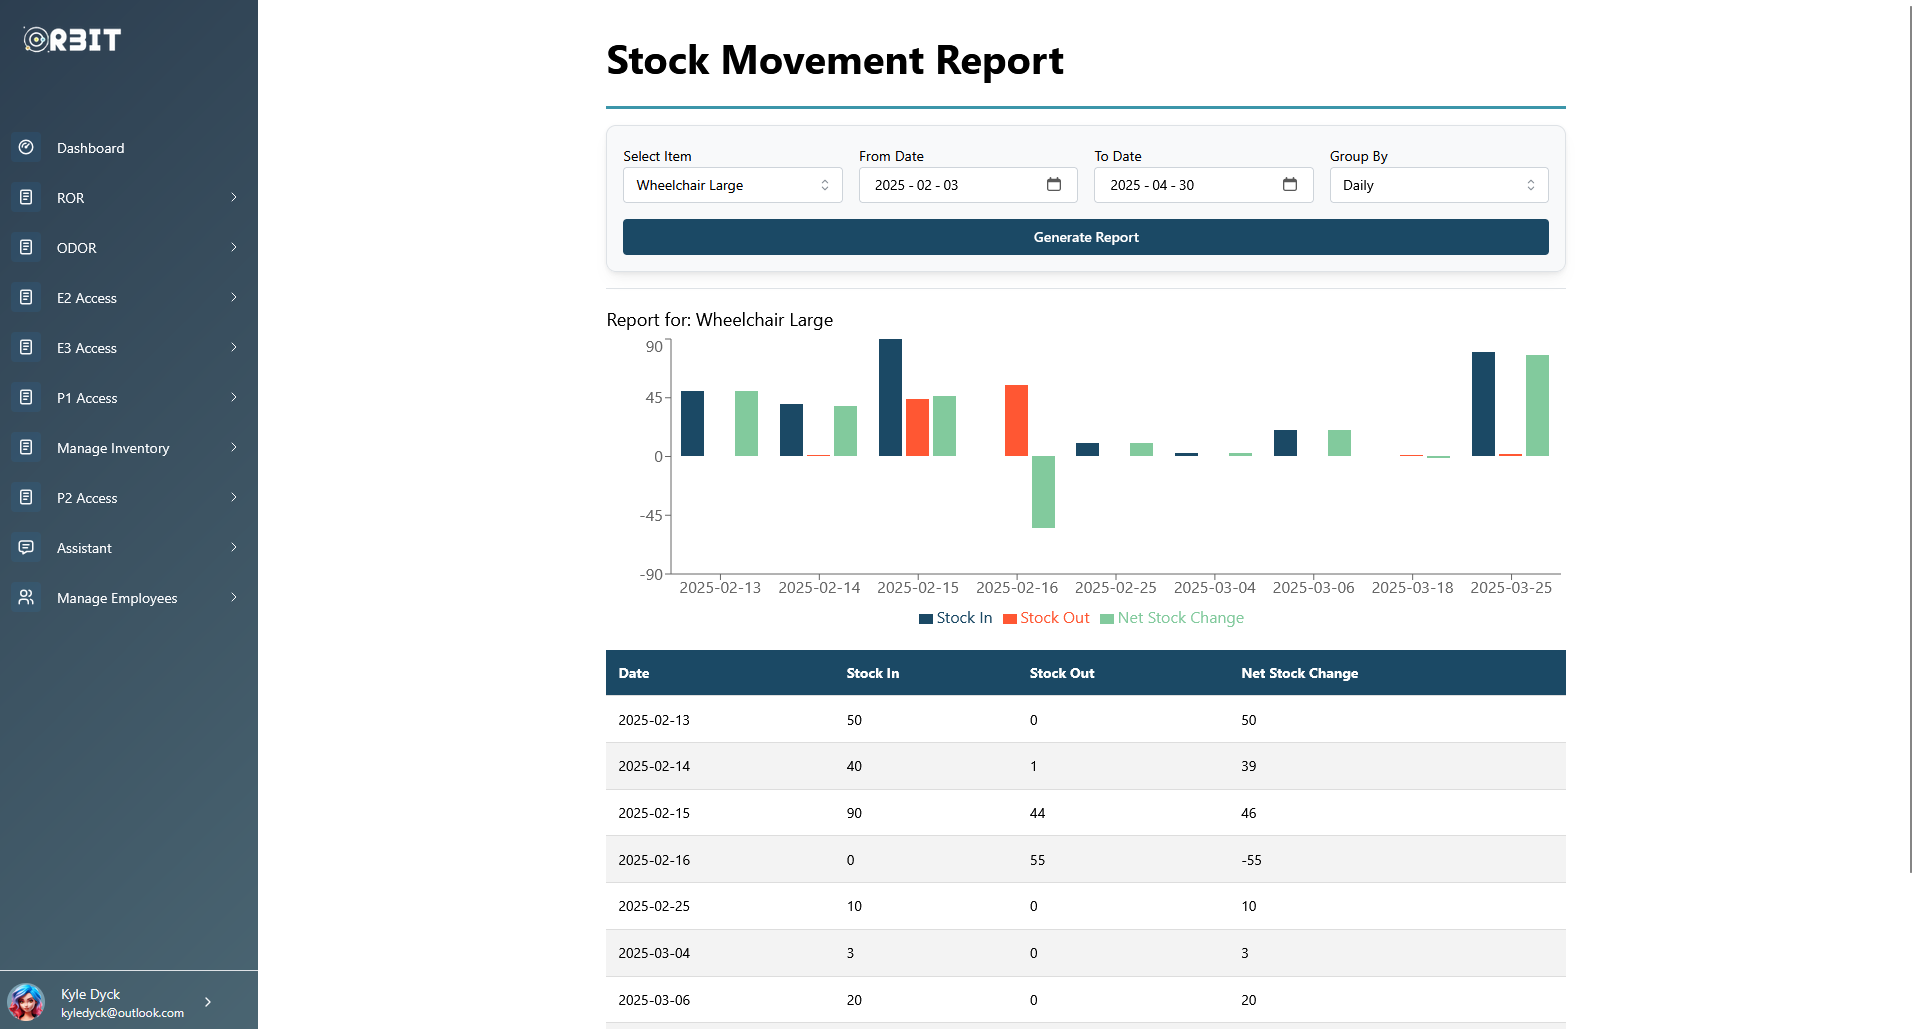 ORBIT
Dashboard
ROR
ODOR
E2 Access
E3 Access
P1 Access
Manage Inventory
P2 Access
Assistant
Manage Employees
Kyle Dyck
kyledyck@outlook.com
Stock Movement Report
Select Item From Date To Date Group By
Wheelchair Large 2025 - 02 - 03 2025 - 04 - 30 Daily
Generate Report
Report for: Wheelchair Large
90
45
0
-45
-90
2025-02-13 2025-02-14 2025-02-15 2025-02-16 2025-02-25 2025-03-04 2025-03-06 2025-03-18 2025-03-25
Stock In Stock Out Net Stock Change
Date Stock In Stock Out Net Stock Change
2025-02-13 50 0 50
2025-02-14 40 1 39
2025-02-15 90 44 46
2025-02-16 0 55 -55
2025-02-25 10 0 10
2025-03-04 3 0 3
2025-03-06 20 0 20